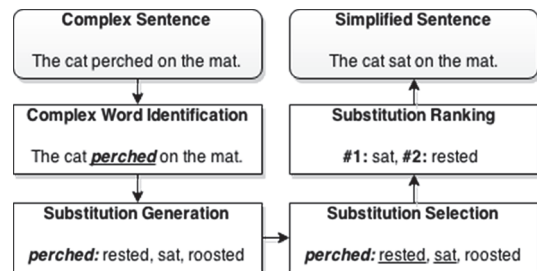 Complex Sentence
The cat perched on the mat.
Complex Word Identification
The cat perched on the mat.
Substitution Generation
perched: rested, sat, roosted
Substitution Selection
perched: rested, sat, roosted
Substitution Ranking
#1: sat, #2: rested
Simplified Sentence
The cat sat on the mat.